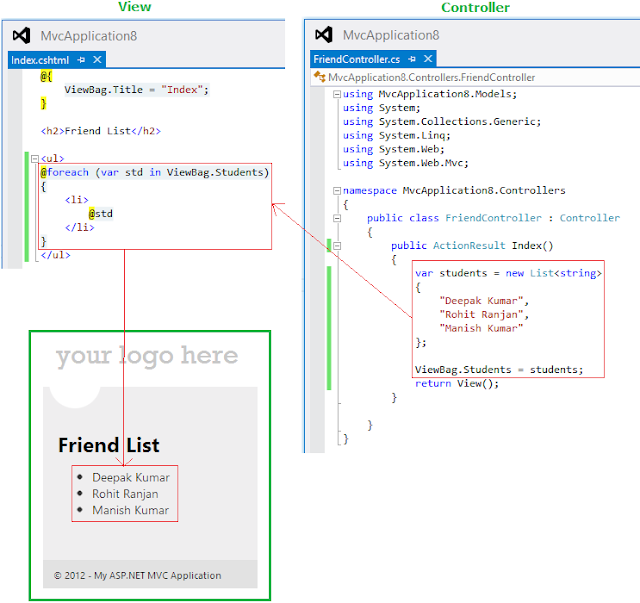 View
MvcApplication8
Index.cshtml
@{
ViewBag.Title = "Index";
}
<h2>Friend List</h2>
<ul>
@foreach (var std in ViewBag.Students)
{
<li>
@std
</li>
}
</ul>
Controller
MvcApplication8
FriendController.cs
MvcApplication8.Controllers.FriendController
using MvcApplication8.Models;
using System;
using System.Collections.Generic;
using System.Linq;
using System.Web;
using System.Web.Mvc;
namespace MvcApplication8.Controllers
{
public class FriendController : Controller
{
public ActionResult Index()
{
var students = new List<string>
{
"Deepak Kumar",
"Rohit Ranjan",
"Manish Kumar"
};
ViewBag.Students = students;
return View();
}
}
}
your logo here
Friend List
Deepak Kumar
Rohit Ranjan
Manish Kumar
© 2012 - My ASP.NET MVC Application